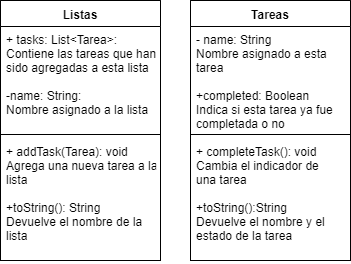 Listas
+ tasks: List<Tarea>:
Contiene las tareas que han
sido agregadas a esta lista
-name: String:
Nombre asignado a la lista
+ addTask(Tarea): void
Agrega una nueva tarea a la
lista
+toString(): String
Devuelve el nombre de la
lista
Tareas
- name: String
Nombre asignado a esta
tarea
+completed: Boolean
Indica si esta tarea ya fue
completada o no
+ completeTask(): void
Cambia el indicador de
una tarea
+toString():String
Devuelve el nombre y el
estado de la tarea